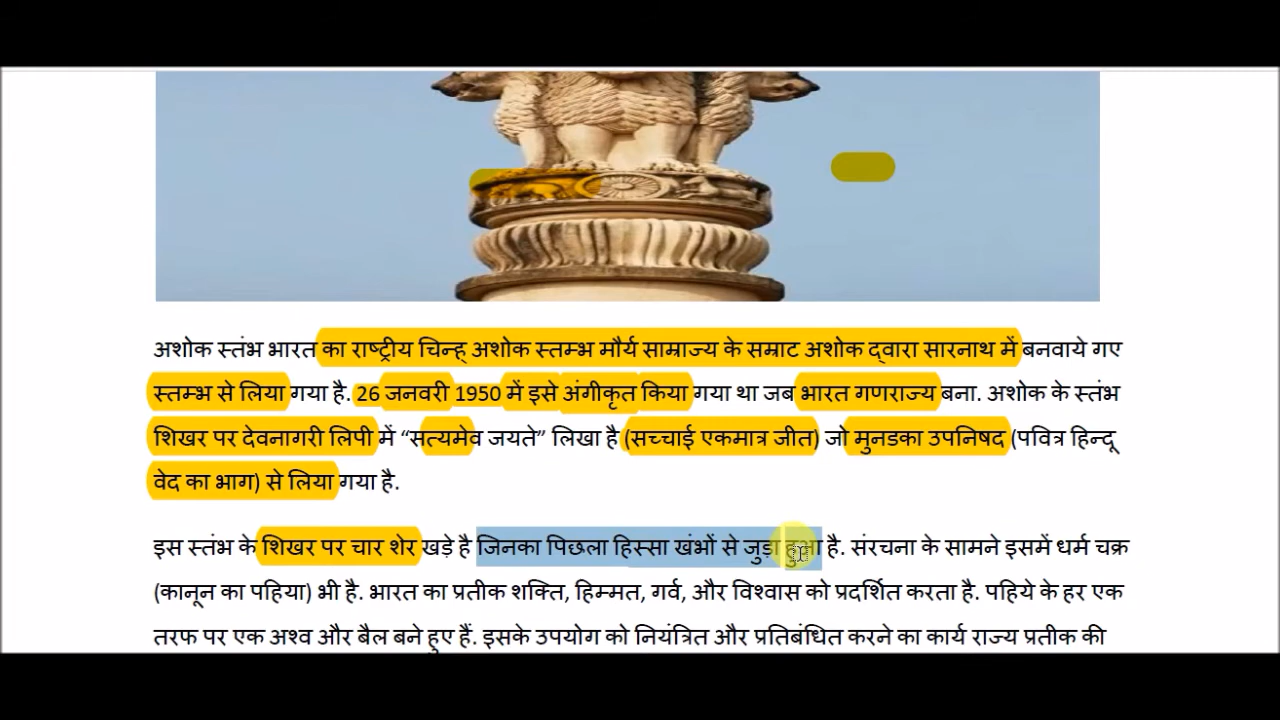 अशोक स्तंभ भारत का राष्ट्रीय चिन्ह् अशोक स्तम्भ मौर्य साम्राज्य के सम्राट अशोक द्वारा सारनाथ में बनवाये गए
स्तम्भ से लिया गया है. 26 जनवरी 1950 में इसे अंगीकृत किया गया था जब भारत गणराज्य बना. अशोक के स्तंभ
शिखर पर देवनागरी लिपी में “सत्यमेव जयते” लिखा है (सच्चाई एकमात्र जीत) जो मुनडका उपनिषद (पवित्र हिन्दू
वेद का भाग) से लिया गया है.
इस स्तंभ के शिखर पर चार शेर खड़े है जिनका पिछला हिस्सा खंभों से जुड़ा हुआ है. संरचना के सामने इसमें धर्म चक्र
(कानून का पहिया) भी है. भारत का प्रतीक शक्ति, हिम्मत, गर्व, और विश्वास को प्रदर्शित करता है. पहिये के हर एक
तरफ पर एक अश्व और बैल बने हुए हैं. इसके उपयोग को नियंत्रित और प्रतिबंधित करने का कार्य राज्य प्रतीक की